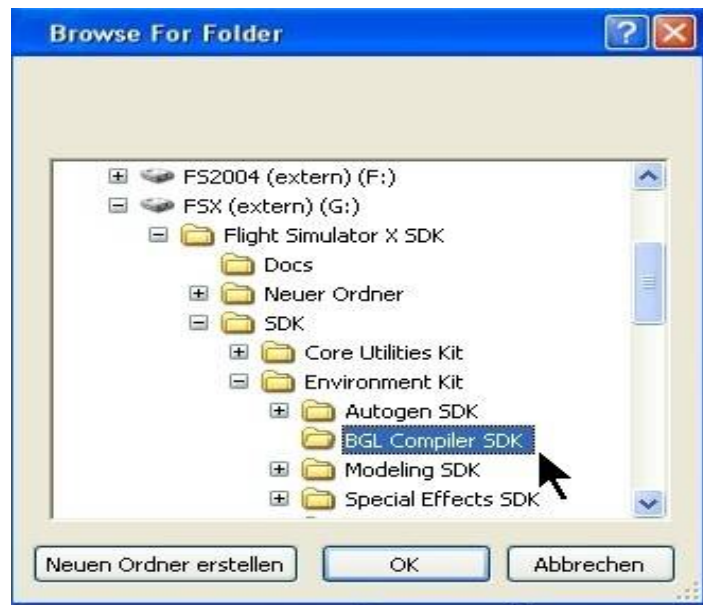 Browse For Folder
FS2004 (extern) (F:)
FSX (extern) (G:)
Flight Simulator X SDK
Docs
Neuer Ordner
SDK
Core Utilities Kit
Environment Kit
Autogen SDK
BGL Compiler SDK
Modeling SDK
Special Effects SDK
Neuen Ordner erstellen
OK
Abbrechen